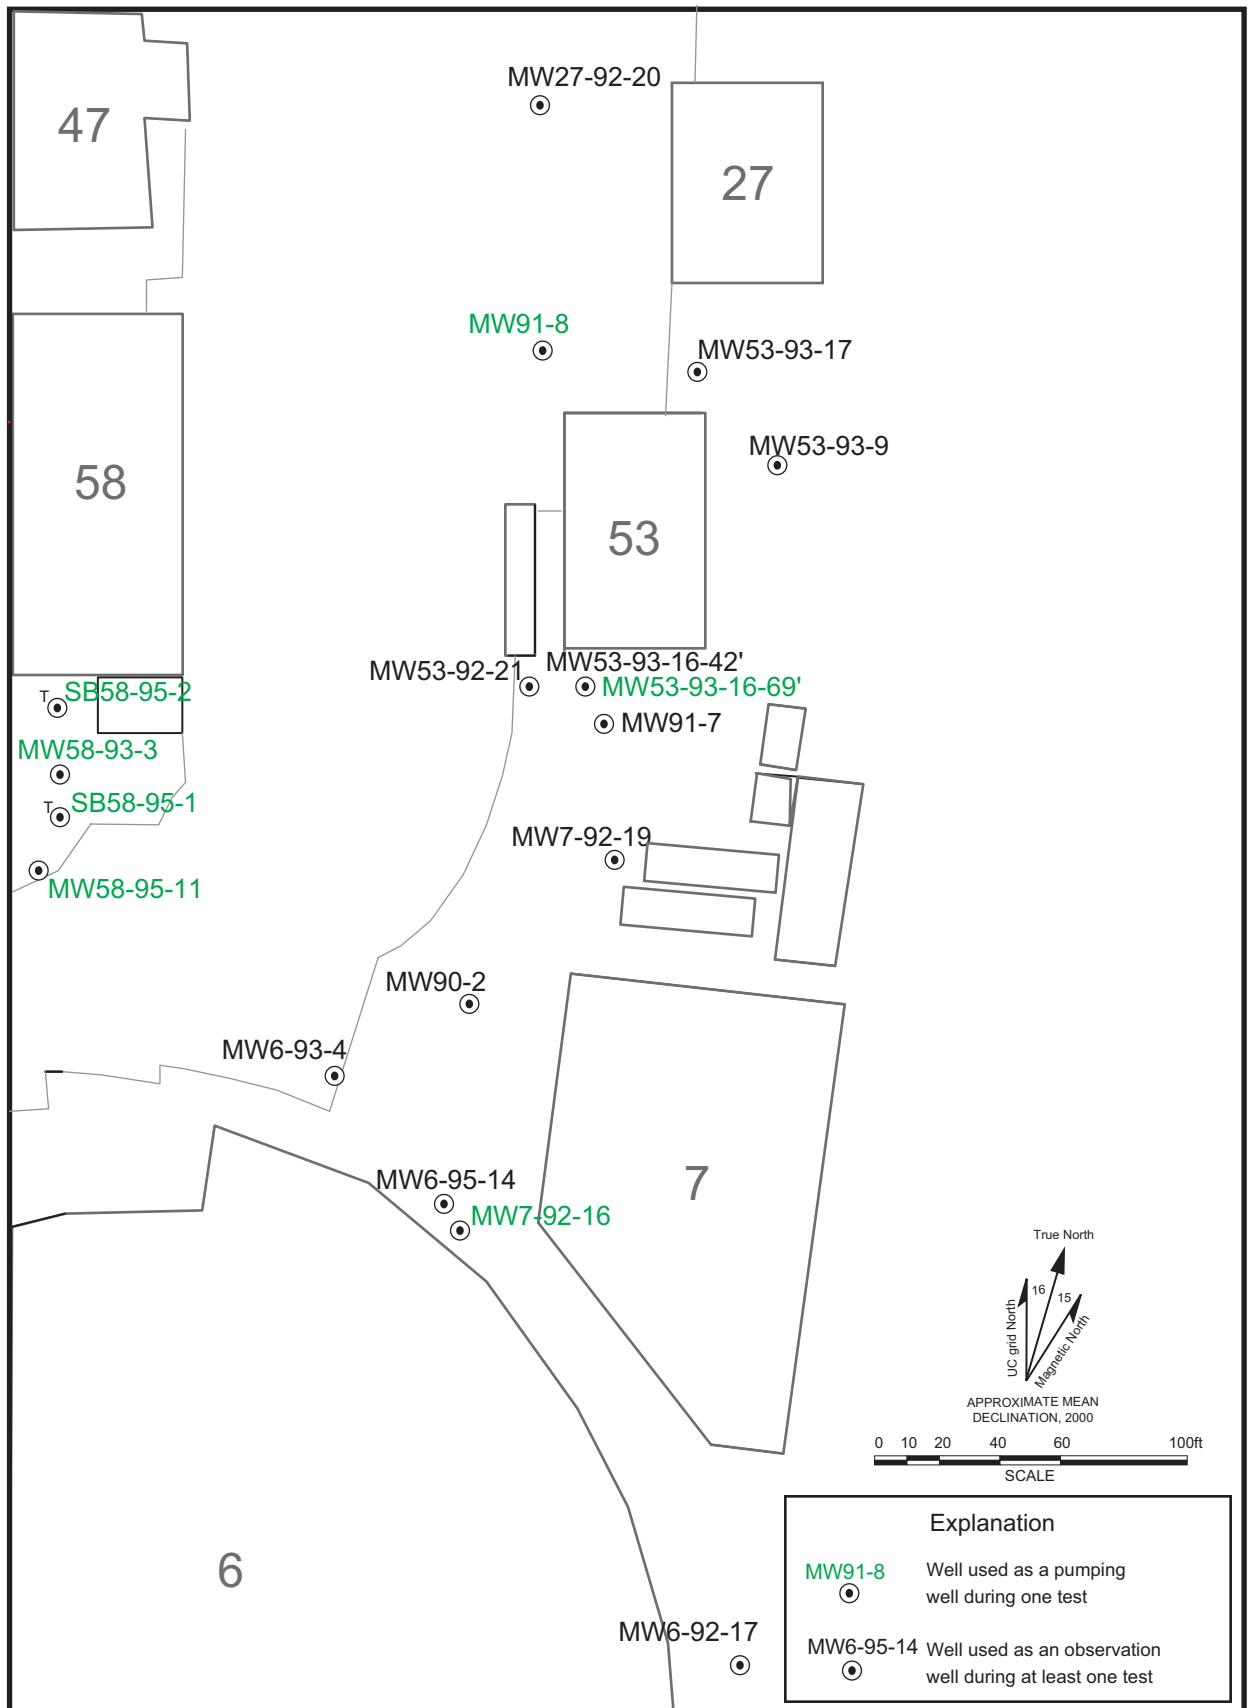 MW27-92-20
47
27
MW91-8
MW53-93-17
MW53-93-9
58
53
MW53-92-21
MW53-93-16-42'
T
SB58-95-2
MW53-93-16-69'
MW91-7
MW58-93-3
T
SB58-95-1
MW7-92-19
MW58-95-11
MW90-2
MW6-93-4
MW6-95-14
7
MW7-92-16
True North
16
15
UC grid North
Magnetic North
APPROXIMATE MEAN
DECLINATION, 2000
0 10 20 40 60 100ft
SCALE
Explanation
6
MW91-8
Well used as a pumping
well during one test
MW6-92-17
MW6-95-14
Well used as an observation
well during at least one test